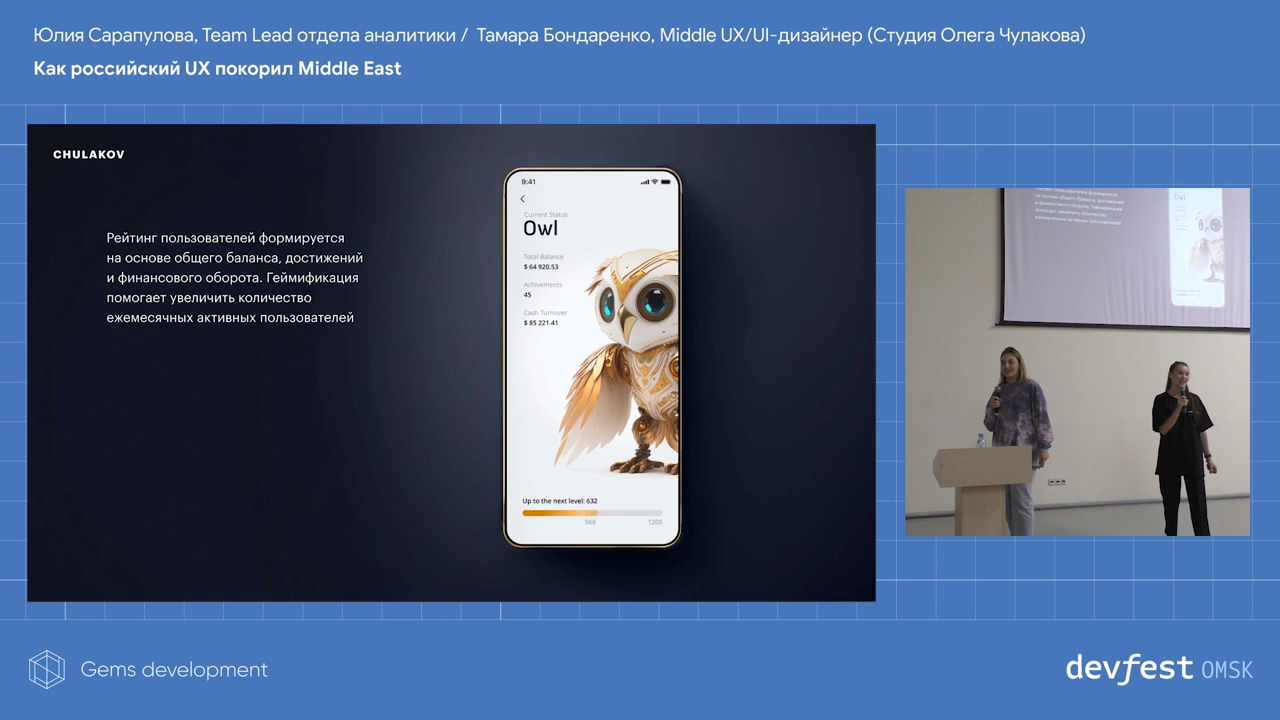 Юлия Сарапулова, Team Lead отдела аналитики / Тамара Бондаренко, Middle UX/UI-дизайнер (Студия Олега Чулакова)
Как российский UX покорил Middle East
CHULAKOV
Рейтинг пользователей формируется
на основе общего баланса, достижений
и финансового оборота. Геймификация
помогает увеличить количество
ежемесячных активных пользователей
9:41
Current Status
Owl
Total Balance
$ 64 920.53
Achivements
45
Cash Turnover
$ 85 221.41
Up to the next level: 632
568
1200
Gems development
devfest OMSK